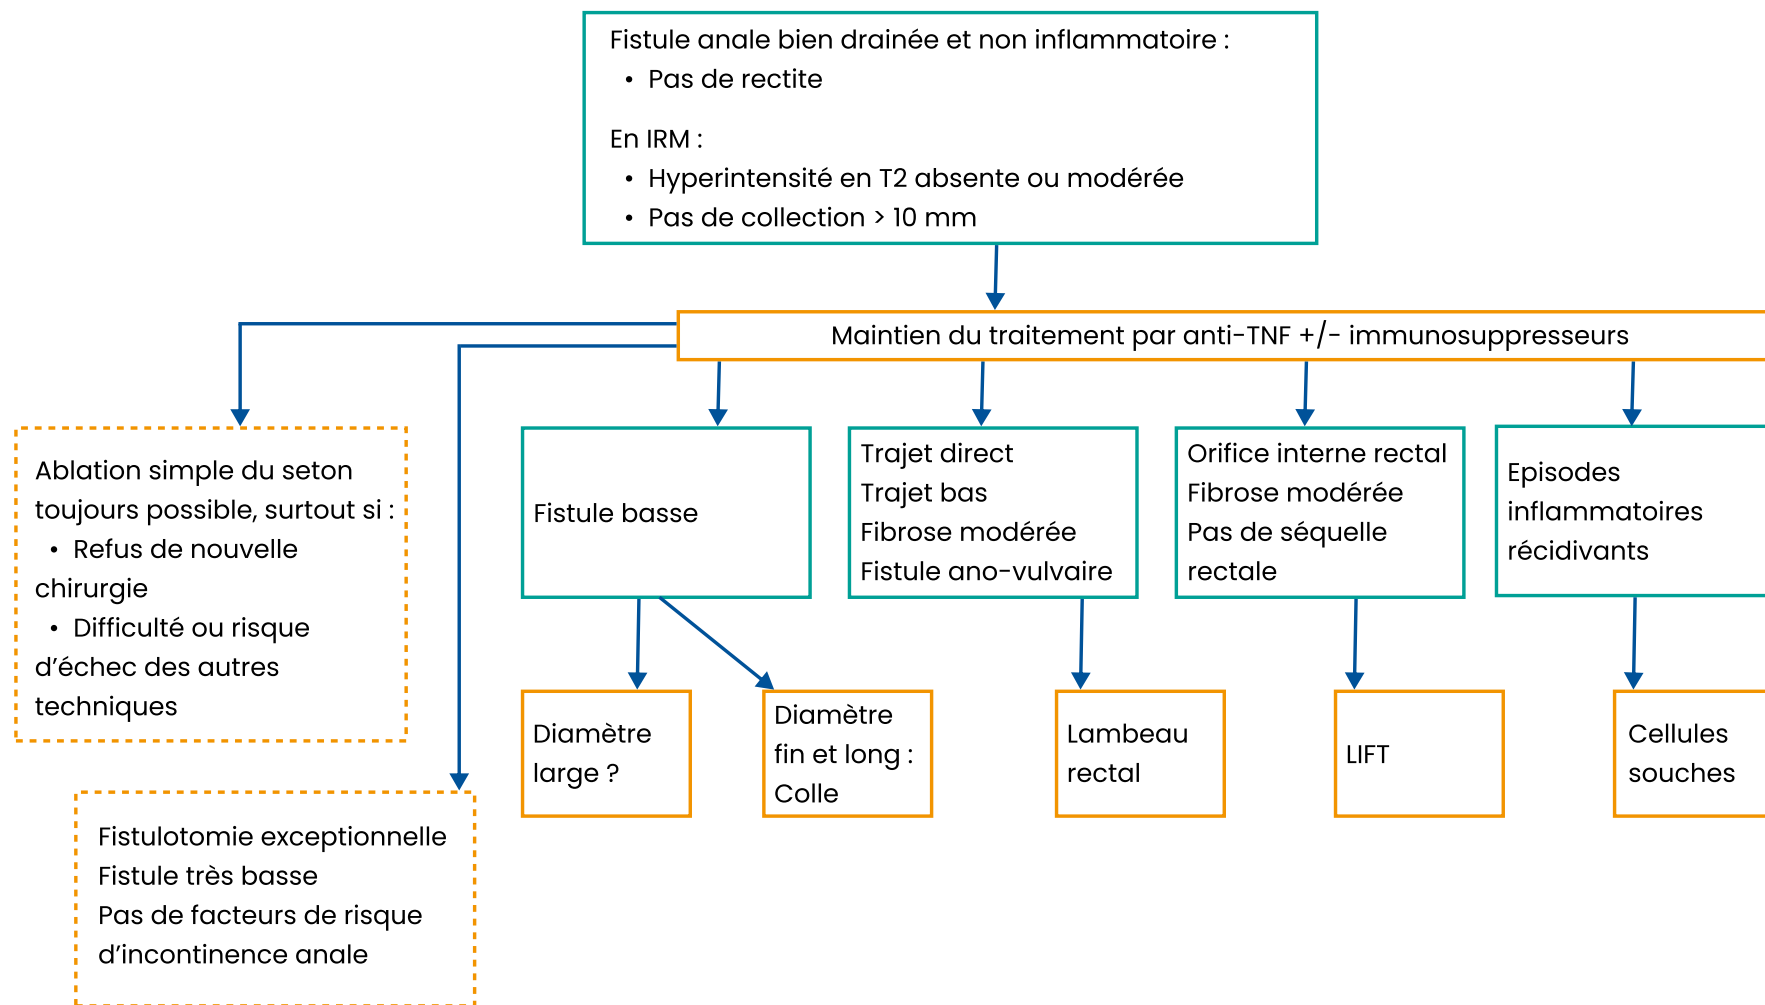 Fistule anale bien drainée et non inflammatoire :
• Pas de rectite
En IRM :
• Hyperintensité en T2 absente ou modérée
• Pas de collection > 10 mm
Maintien du traitement par anti-TNF +/- immunosuppresseurs
Ablation simple du seton
toujours possible, surtout si :
• Refus de nouvelle
chirurgie
• Difficulté ou risque
d’échec des autres
techniques
Fistulotomie exceptionnelle
Fistule très basse
Pas de facteurs de risque
d’incontinence anale
Fistule basse
Diamètre
large ?
Diamètre
fin et long :
Colle
Trajet direct
Trajet bas
Fibrose modérée
Fistule ano-vulvaire
Lambeau
rectal
Orifice interne rectal
Fibrose modérée
Pas de séquelle
rectale
LIFT
Episodes
inflammatoires
récidivants
Cellules
souches